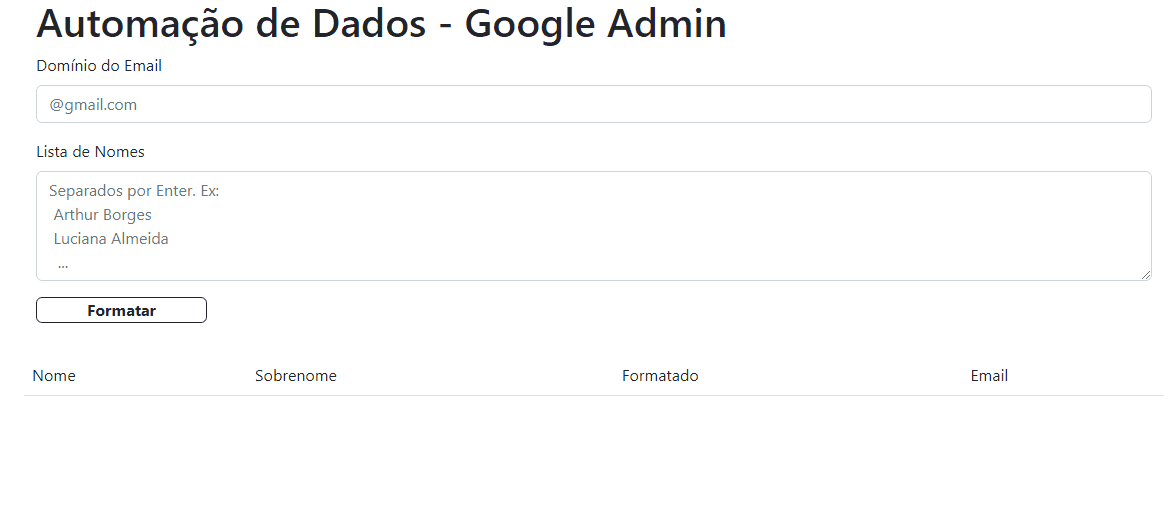 Automação de Dados - Google Admin
Domínio do Email
@gmail.com
Lista de Nomes
Separados por Enter. Ex:
Arthur Borges
Luciana Almeida
...
Formatar
Nome Sobrenome Formatado Email